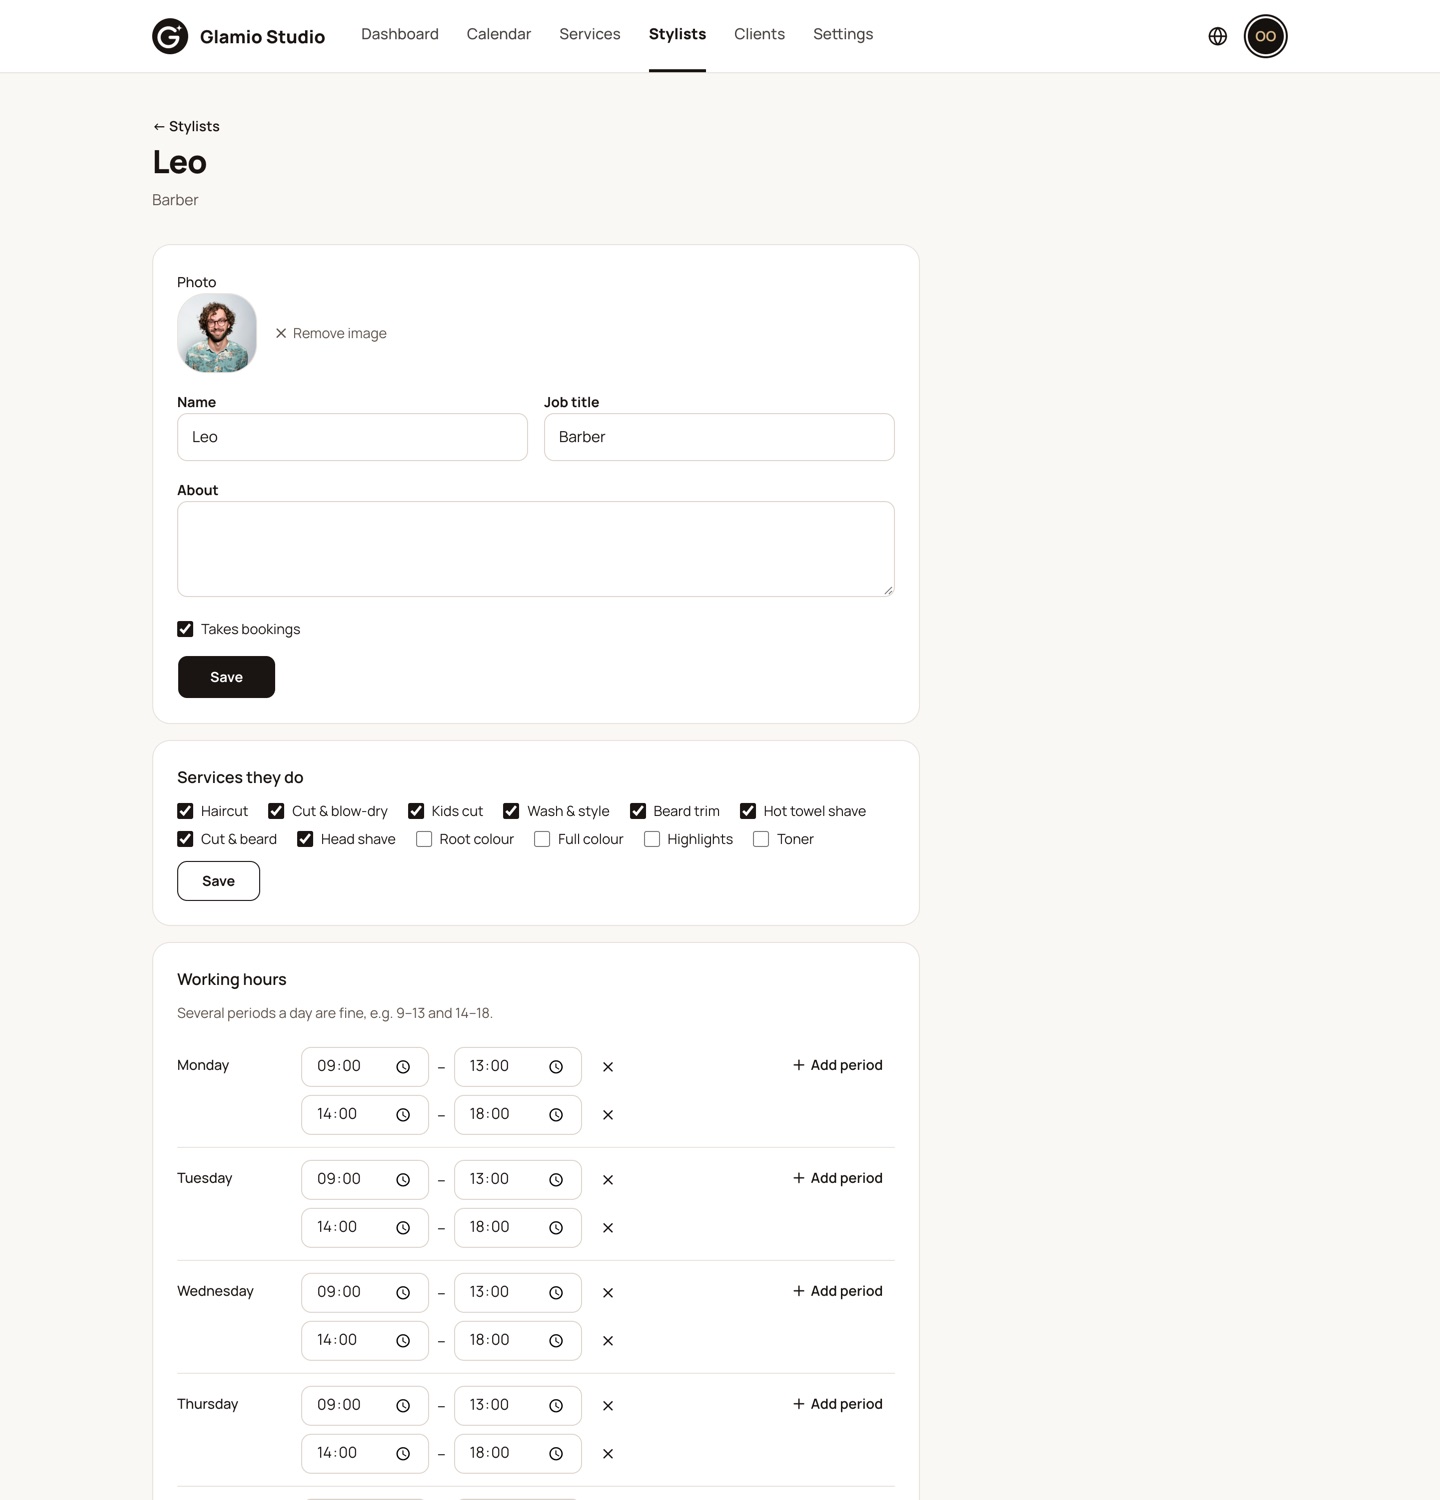 Glamio Studio Dashboard Calendar Services Stylists Clients Settings OO
← Stylists
Leo
Barber
Photo
Remove image
Name Job title
Leo Barber
About
Takes bookings
Save
Services they do
Haircut Cut & blow-dry Kids cut Wash & style Beard trim Hot towel shave
Cut & beard Head shave Root colour Full colour Highlights Toner
Save
Working hours
Several periods a day are fine, e.g. 9–13 and 14–18.
Monday 09:00 – 13:00 + Add period
14:00 – 18:00
Tuesday 09:00 – 13:00 + Add period
14:00 – 18:00
Wednesday 09:00 – 13:00 + Add period
14:00 – 18:00
Thursday 09:00 – 13:00 + Add period
14:00 – 18:00